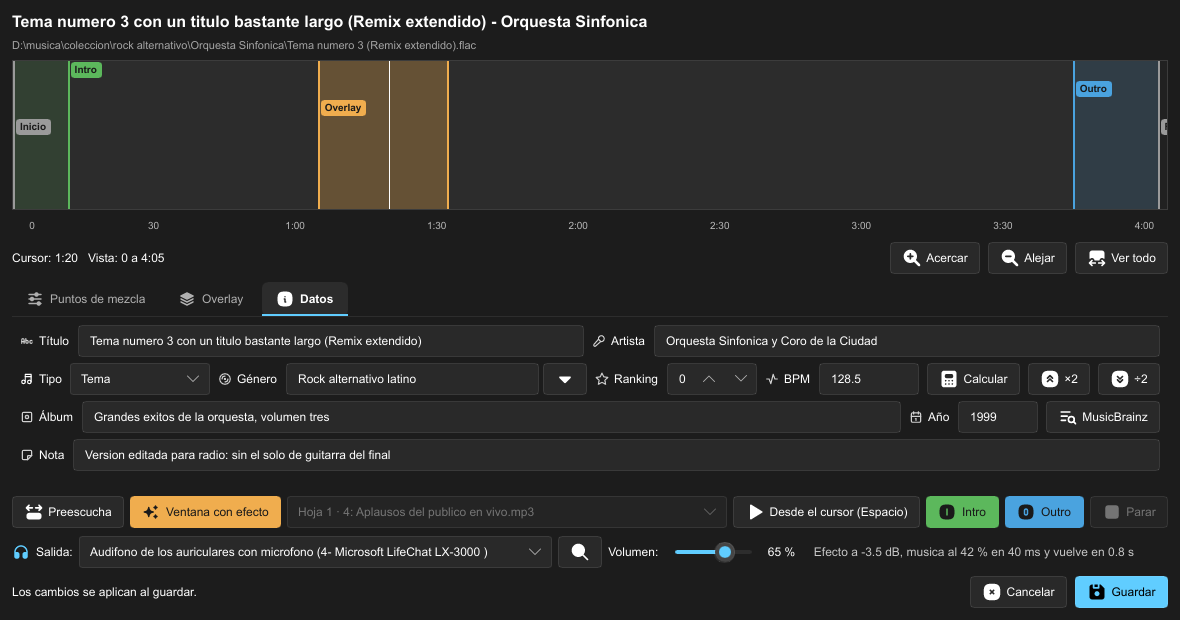 Tema numero 3 con un titulo bastante largo (Remix extendido) - Orquesta Sinfonica
D:\musica\coleccion\rock alternativo\Orquesta Sinfonica\Tema numero 3 (Remix extendido).flac
Intro
Outro
Overlay
Inicio
0 30 1:00 1:30 2:00 2:30 3:00 3:30 4:00
Cursor: 1:20 Vista: 0 a 4:05 Acercar Alejar Ver todo
Puntos de mezcla Overlay Datos
Abc Título Tema numero 3 con un titulo bastante largo (Remix extendido) Artista Orquesta Sinfonica y Coro de la Ciudad
Tipo Tema Género Rock alternativo latino Ranking 0 BPM 128.5 Calcular ×2 ÷2
Álbum Grandes exitos de la orquesta, volumen tres Año 1999 MusicBrainz
Nota Version editada para radio: sin el solo de guitarra del final
Preescucha Ventana con efecto Hoja 1 · 4: Aplausos del publico en vivo.mp3 Desde el cursor (Espacio) I Intro O Outro Parar
Salida: Audifono de los auriculares con microfono (4- Microsoft LifeChat LX-3000 ) Volumen: 65 % Efecto a -3.5 dB, musica al 42 % en 40 ms y vuelve en 0.8 s
Los cambios se aplican al guardar. Cancelar Guardar